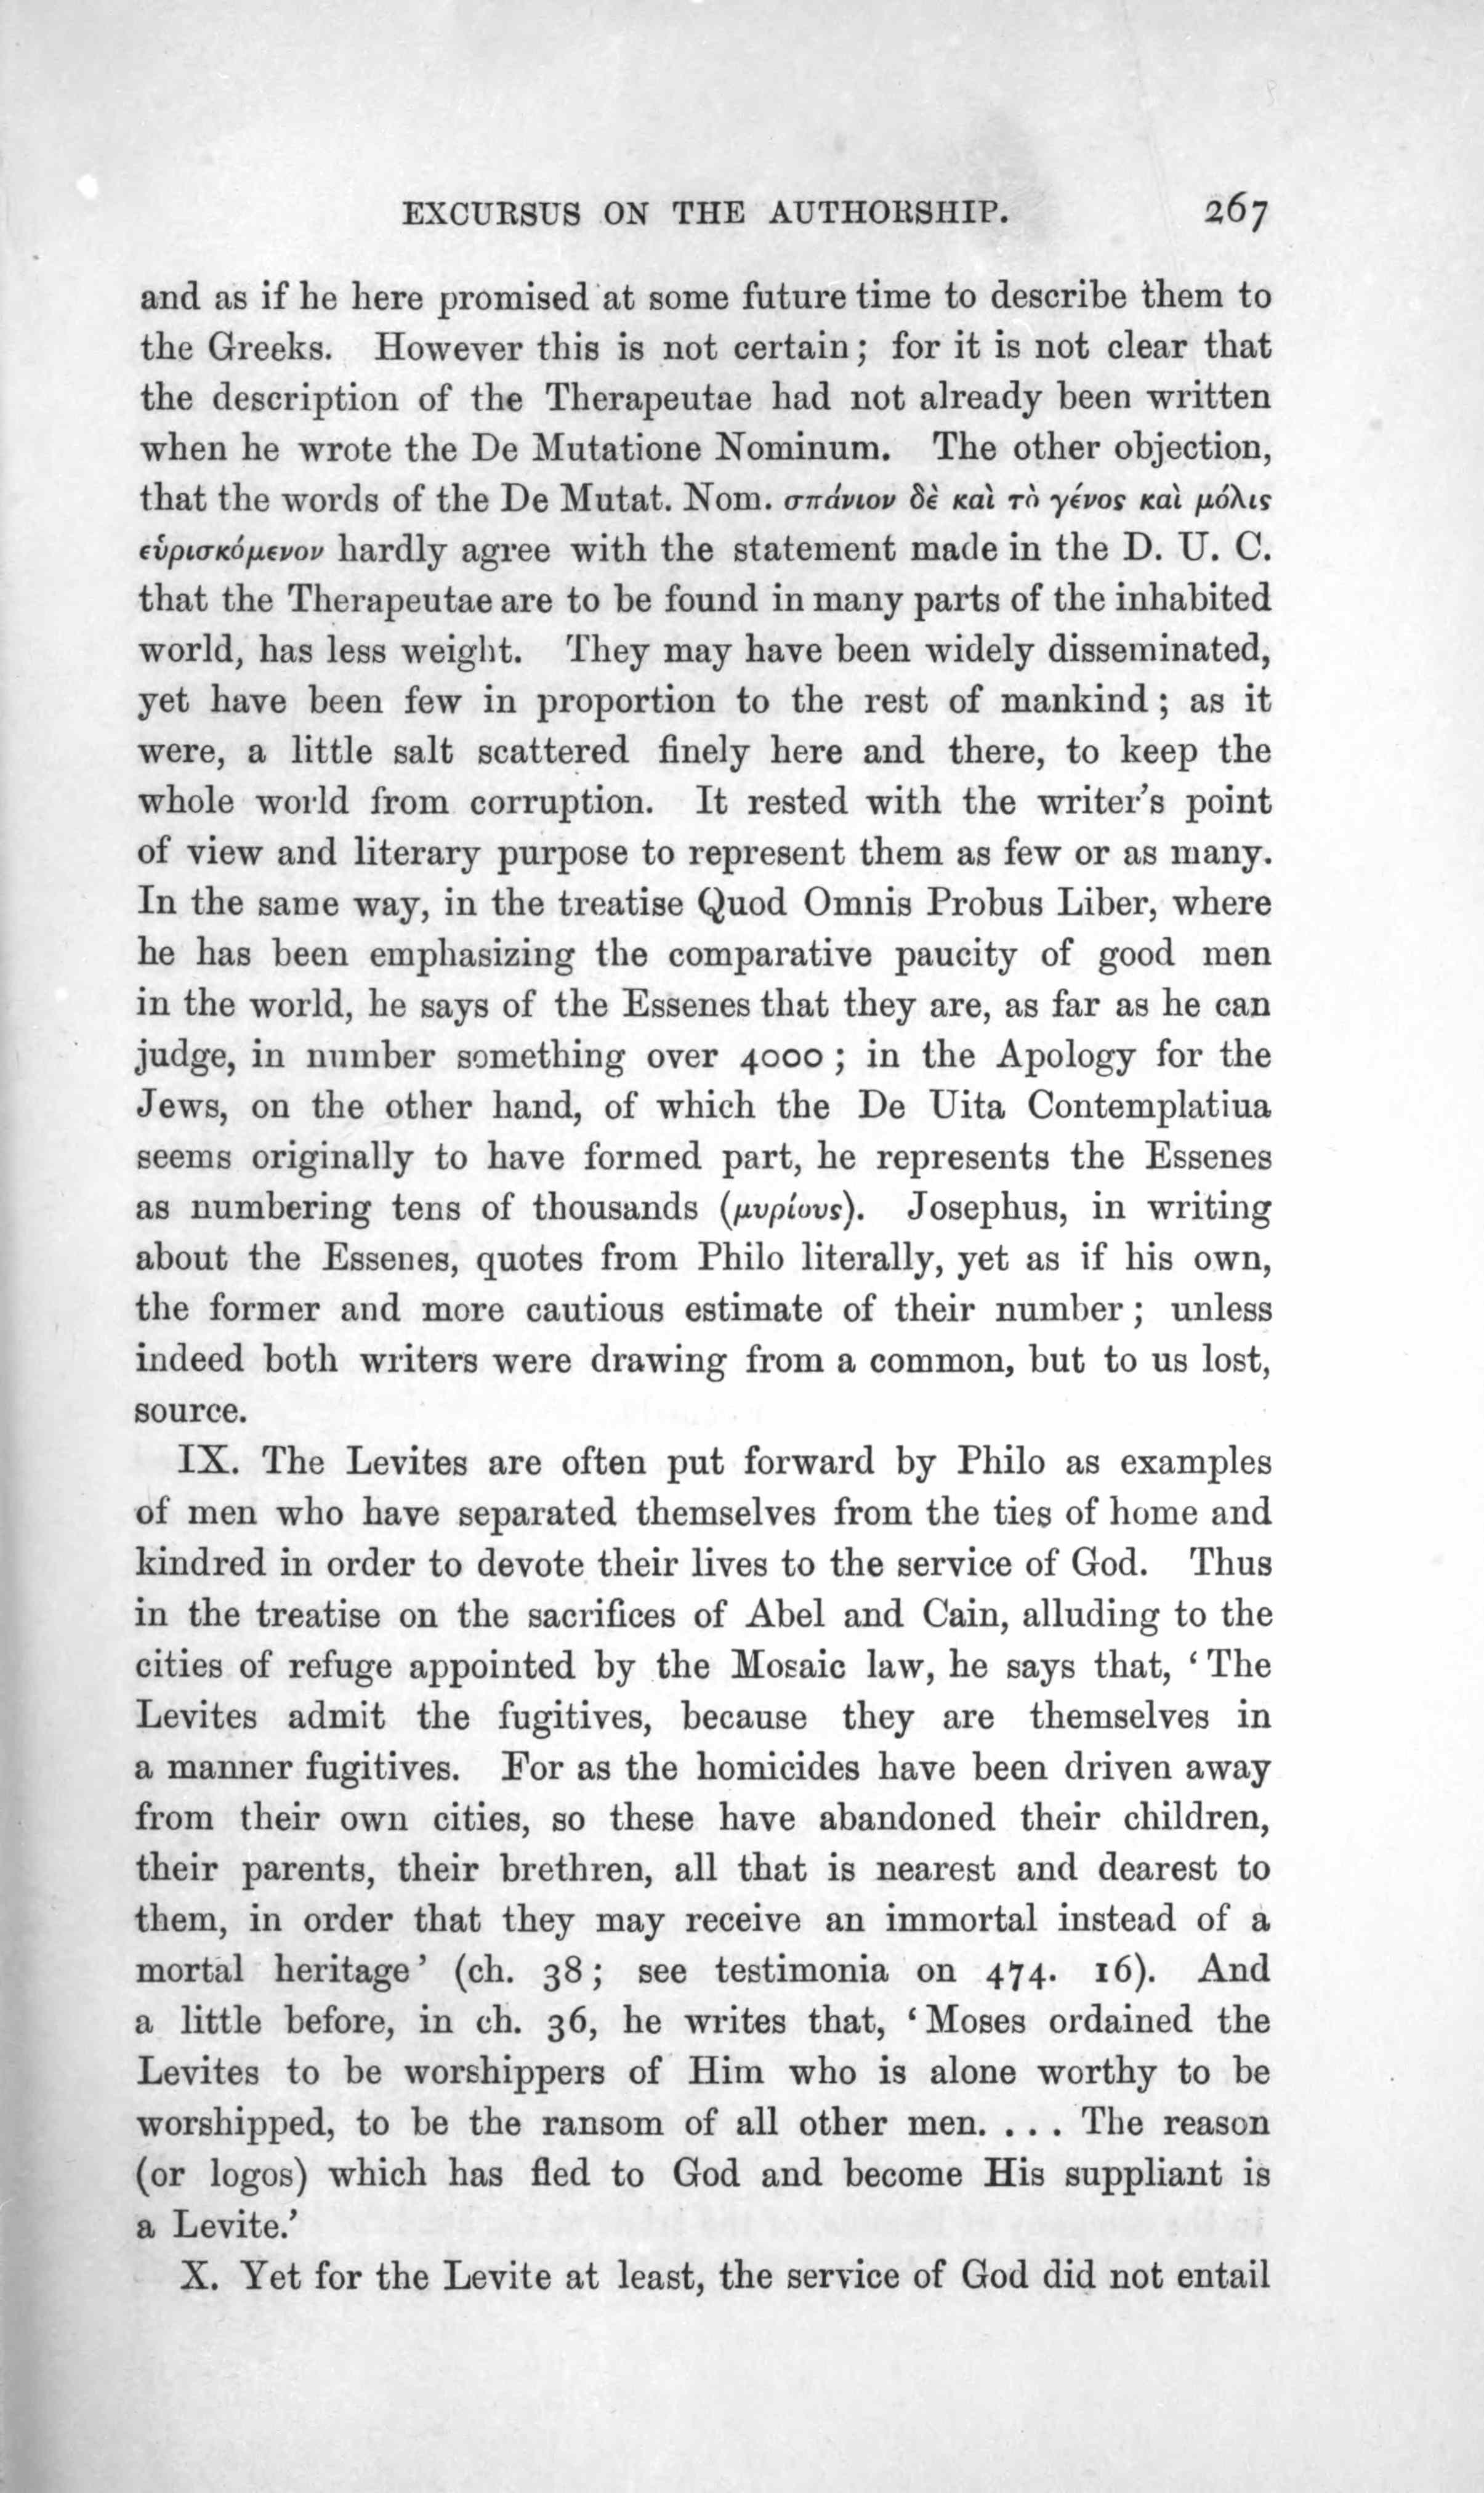 EXCURSUS ON THE AUTHORSHIP. 267
and as if he here promised at some future time to describe them to
the Greeks. However this is not certain; for it is not clear that
the description of the Therapeutae had not already been written
when he wrote the De Mutatione Nominum. The other objection,
that the words of the De Mutat. Nom. σπάνιον δὲ καὶ τὸ γένος καὶ μόλις
εὑρισκόμενον hardly agree with the statement made in the D. U. C.
that the Therapeutae are to be found in many parts of the inhabited
world, has less weight. They may have been widely disseminated,
yet have been few in proportion to the rest of mankind; as it
were, a little salt scattered finely here and there, to keep the
whole world from corruption. It rested with the writer's point
of view and literary purpose to represent them as few or as many.
In the same way, in the treatise Quod Omnis Probus Liber, where
he has been emphasizing the comparative paucity of good men
in the world, he says of the Essenes that they are, as far as he can
judge, in number something over 4000; in the Apology for the
Jews, on the other hand, of which the De Uita Contemplatiua
seems originally to have formed part, he represents the Essenes
as numbering tens of thousands (μυρίους). Josephus, in writing
about the Essenes, quotes from Philo literally, yet as if his own,
the former and more cautious estimate of their number; unless
indeed both writers were drawing from a common, but to us lost,
source.
IX. The Levites are often put forward by Philo as examples
of men who have separated themselves from the ties of home and
kindred in order to devote their lives to the service of God. Thus
in the treatise on the sacrifices of Abel and Cain, alluding to the
cities of refuge appointed by the Mosaic law, he says that, ‘The
Levites admit the fugitives, because they are themselves in
a manner fugitives. For as the homicides have been driven away
from their own cities, so these have abandoned their children,
their parents, their brethren, all that is nearest and dearest to
them, in order that they may receive an immortal instead of a
mortal heritage’ (ch. 38; see testimonia on 474. 16). And
a little before, in ch. 36, he writes that, ‘Moses ordained the
Levites to be worshippers of Him who is alone worthy to be
worshipped, to be the ransom of all other men. . . . The reason
(or logos) which has fled to God and become His suppliant is
a Levite.’
X. Yet for the Levite at least, the service of God did not entail